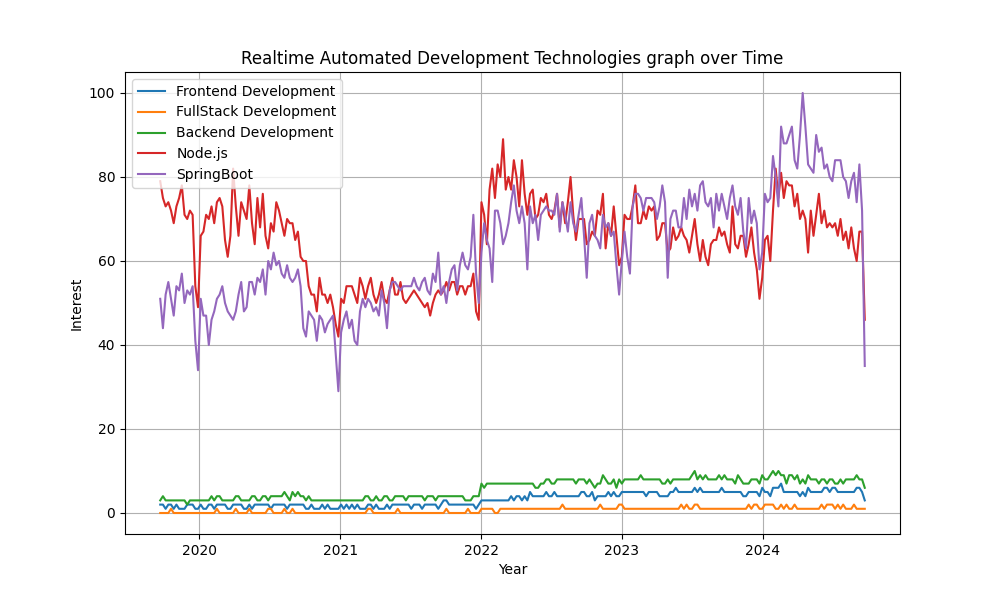 Realtime Automated Development Technologies graph over Time
Frontend Development
FullStack Development
Backend Development
Node.js
SpringBoot
100
80
60
40
20
0
Interest
2020
2021
2022
2023
2024
Year